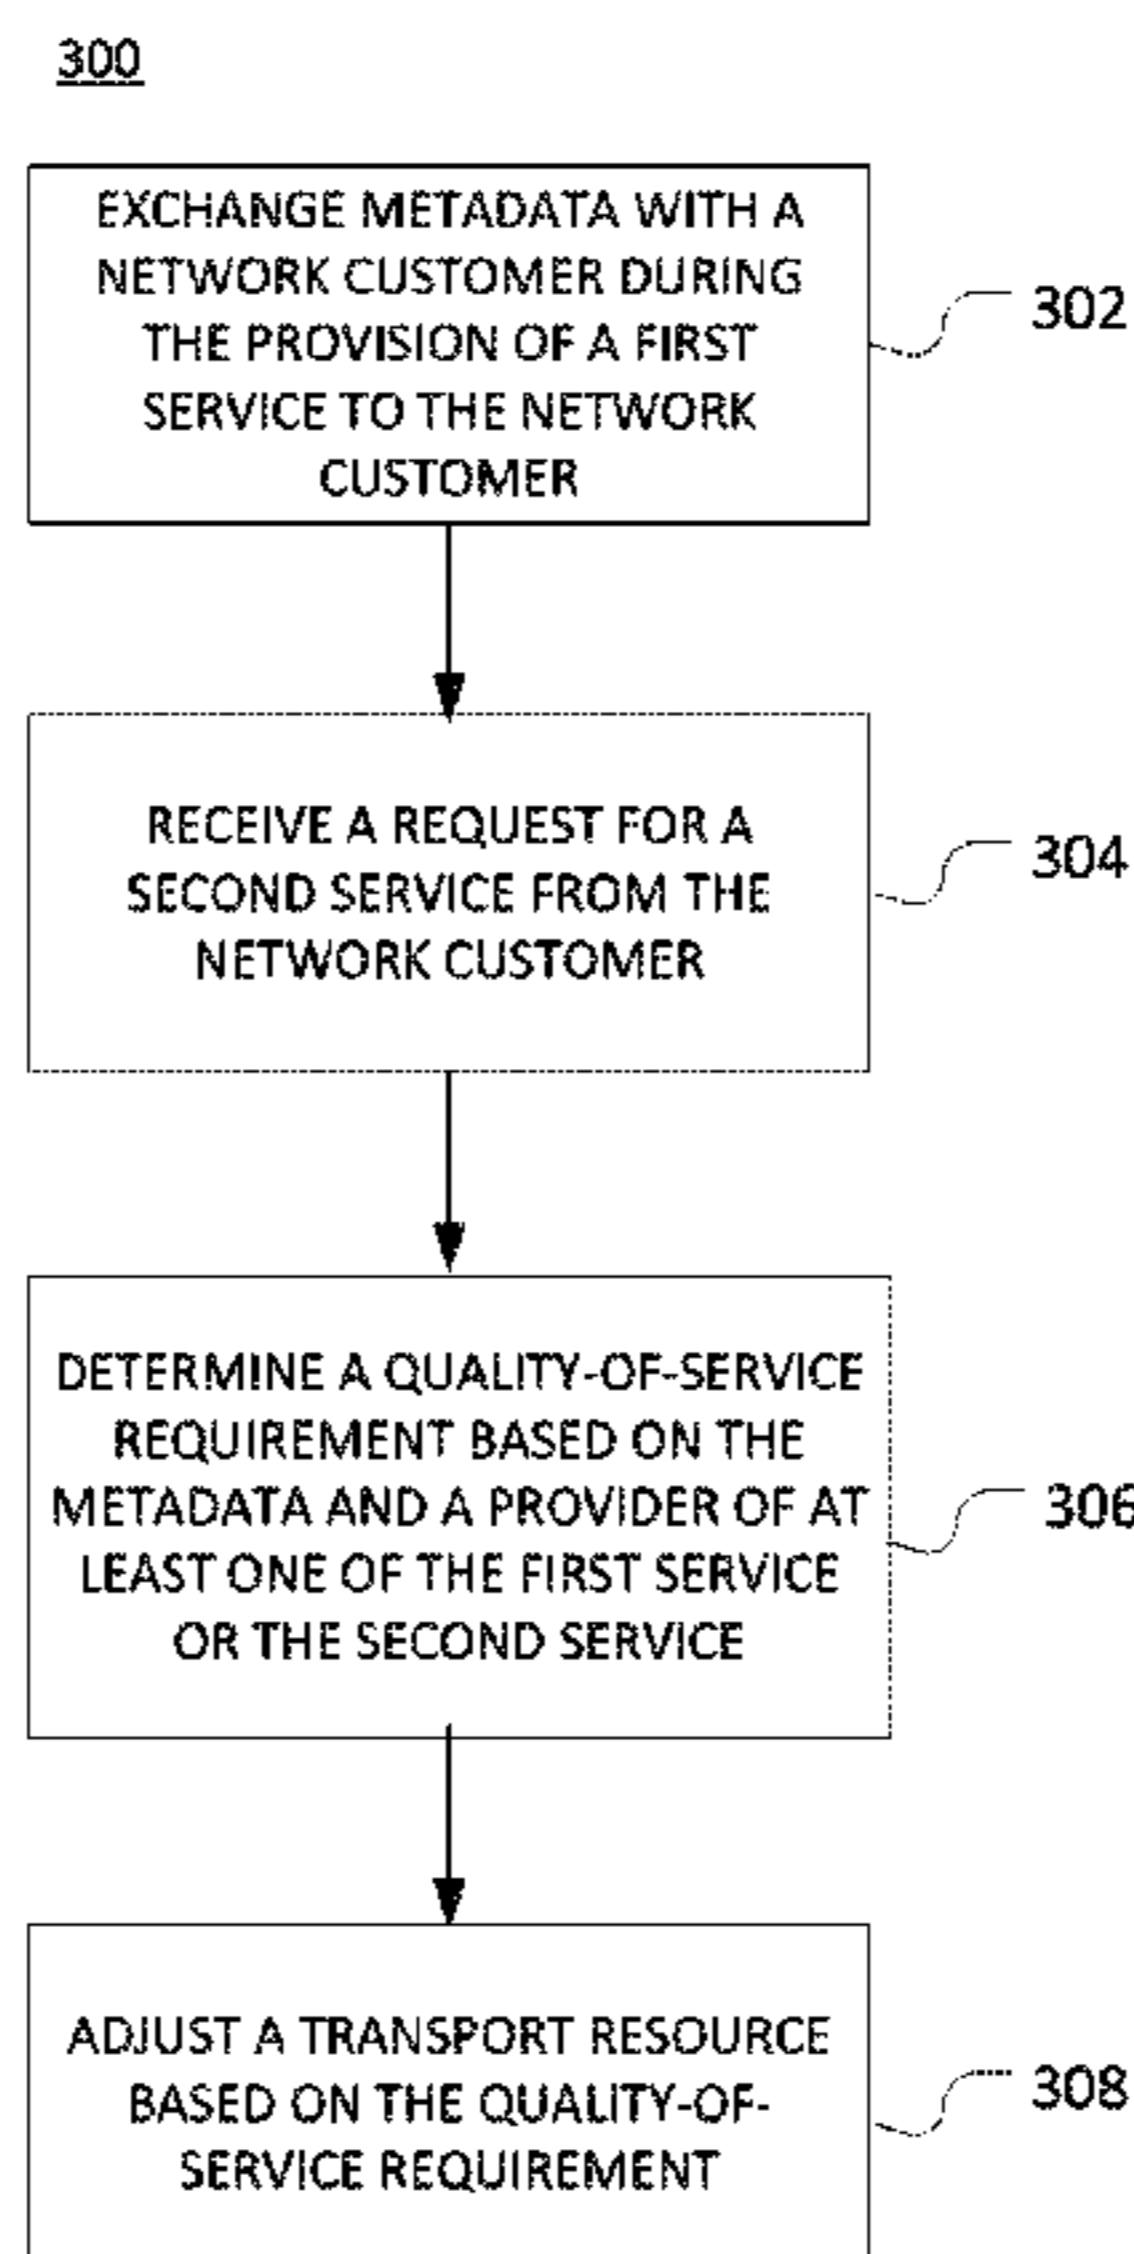 300
EXCHANGE METADATA WITH A
NETWORK CUSTOMER DURING
THE PROVISION OF A FIRST
SERVICE TO THE NETWORK
CUSTOMER
302
RECEIVE A REQUEST FOR A
SECOND SERVICE FROM THE
NETWORK CUSTOMER
304
DETERMINE A QUALITY-OF-SERVICE
REQUIREMENT BASED ON THE
METADATA AND A PROVIDER OF AT
LEAST ONE OF THE FIRST SERVICE
OR THE SECOND SERVICE
306
ADJUST A TRANSPORT RESOURCE
BASED ON THE QUALITY-OF-
SERVICE REQUIREMENT
308